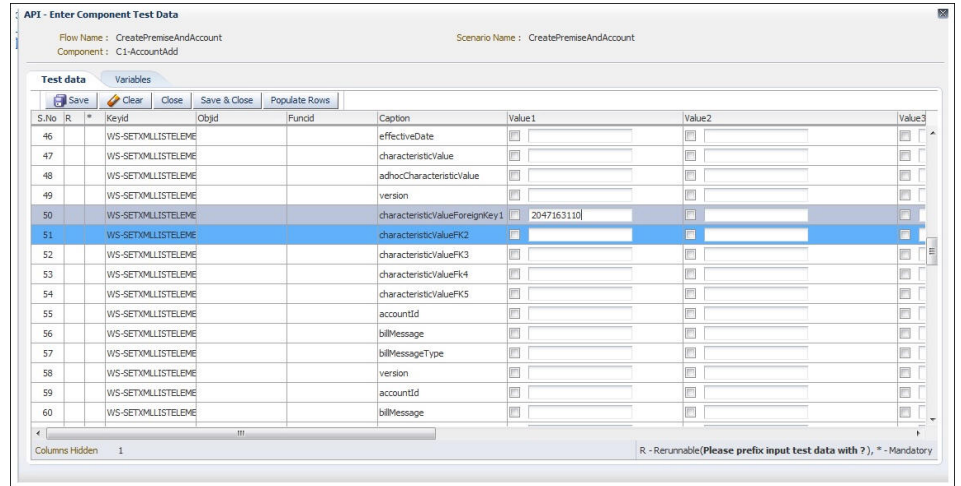 API - Enter Component Test Data
Flow Name : CreatePremiseAndAccount Scenario Name : CreatePremiseAndAccount
Component : C1-AccountAdd
Test data Variables
Save Clear Close Save & Close Populate Rows
S.No R * Keyid Objid Funcid Caption Value1 Value2 Value3
46 WS-SETXMLLISTELEME effectiveDate
47 WS-SETXMLLISTELEME characteristicValue
48 WS-SETXMLLISTELEME adhocCharacteristicValue
49 WS-SETXMLLISTELEME version
50 WS-SETXMLLISTELEME characteristicValueForeignKey1 2047163110
51 WS-SETXMLLISTELEME characteristicValueFK2
52 WS-SETXMLLISTELEME characteristicValueFK3
53 WS-SETXMLLISTELEME characteristicValueFk4
54 WS-SETXMLLISTELEME characteristicValueFK5
55 WS-SETXMLLISTELEME accountId
56 WS-SETXMLLISTELEME billMessage
57 WS-SETXMLLISTELEME billMessageType
58 WS-SETXMLLISTELEME version
59 WS-SETXMLLISTELEME accountId
60 WS-SETXMLLISTELEME billMessage
Columns Hidden 1 R - Rerunnable(Please prefix input test data with ?), * - Mandatory